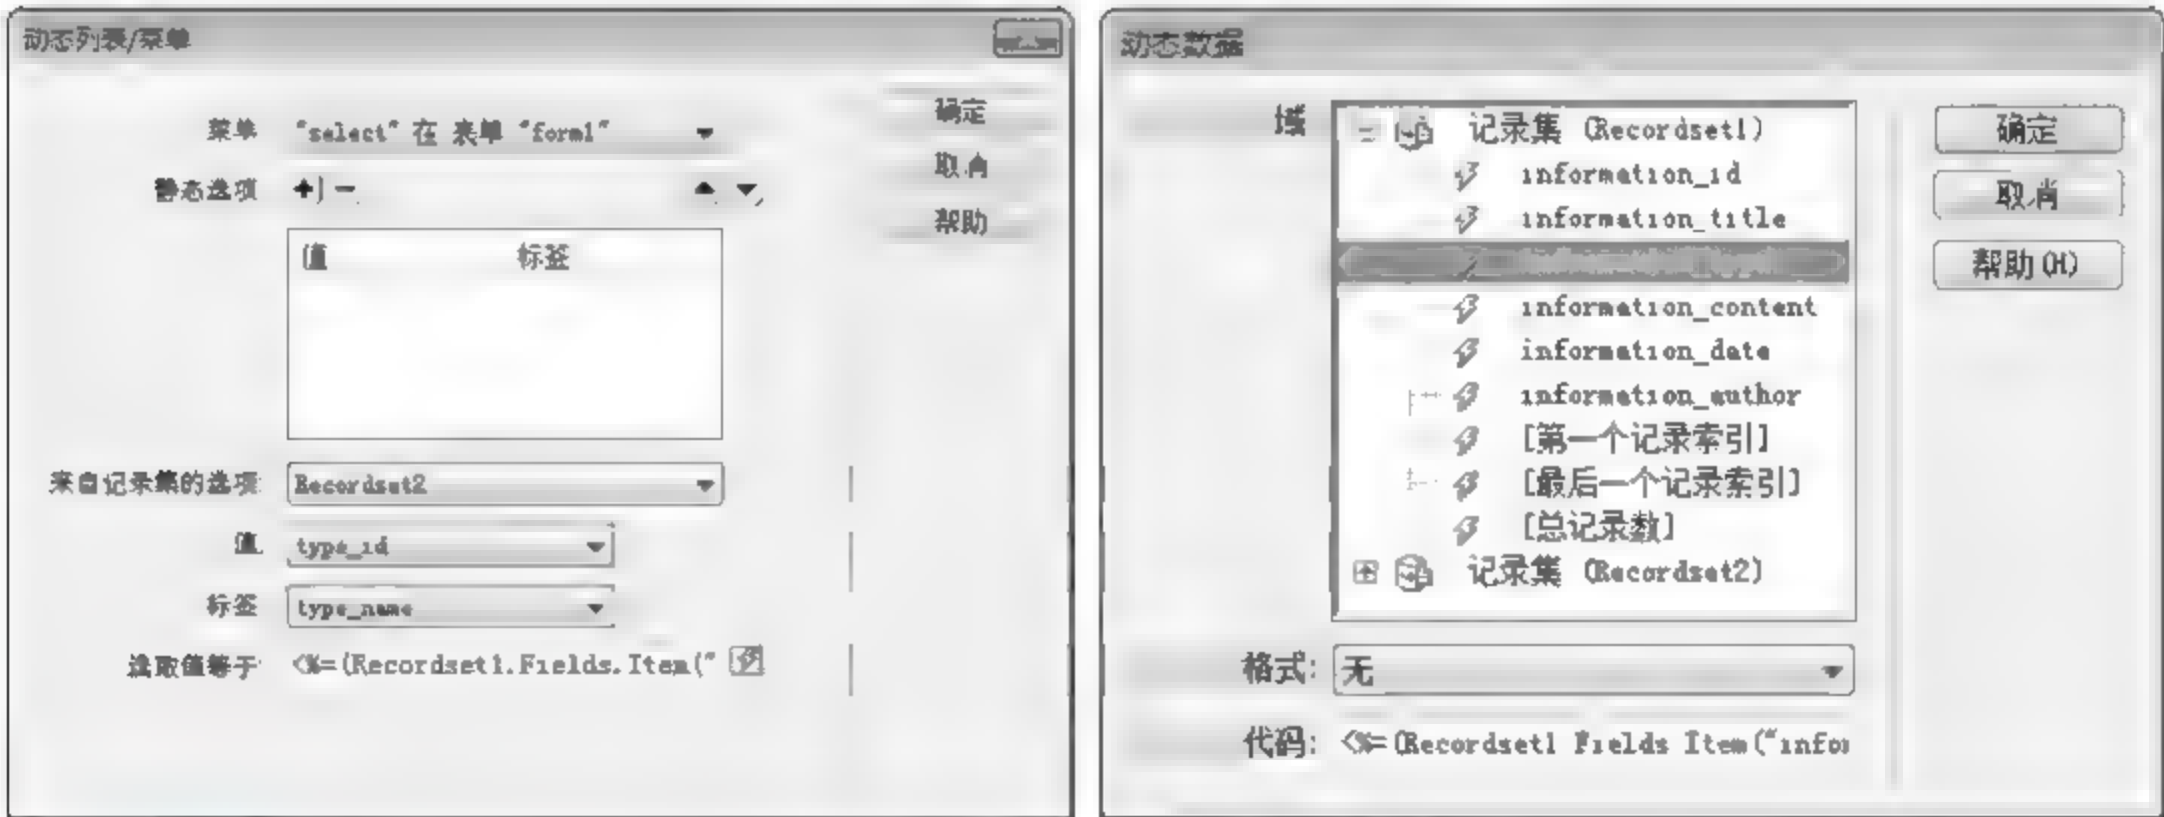 动态列表/菜单
菜单 "select" 在 表单 "form1"
静态选项
值 标签
来自记录集的选项: Recordset2
值 type_id
标签 type_name
选取值等于: <%=(Recordset1.Fields.Item("
确定
取消
帮助
动态数据
域
记录集 (Recordset1)
information_id
information_title
information_content
information_date
information_author
[第一个记录索引]
[最后一个记录索引]
[总记录数]
记录集 (Recordset2)
格式: 无
代码: <%=(Recordset1 Fields Item("infor
确定
取消
帮助(H)